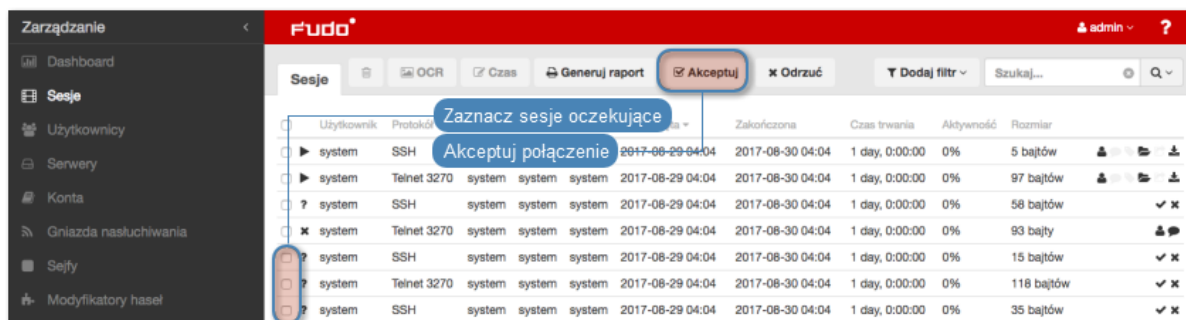 Zarządzanie
Fudo
admin
?
Dashboard
Sesje
Użytkownicy
Serwery
Konta
Gniazda nasłuchiwania
Sejfy
Modyfikatory haseł
Sesje OCR Czas Generuj raport Akceptuj Odrzuć Dodaj filtr Szukaj...
Zaznacz sesje oczekujące
Akceptuj połączenie
Użytkownik Protokół Zakończona Czas trwania Aktywność Rozmiar
system SSH 2017-08-29 04:04 2017-08-30 04:04 1 day, 0:00:00 0% 5 bajtów
system Telnet 3270 system system system 2017-08-29 04:04 2017-08-30 04:04 1 day, 0:00:00 0% 97 bajtów
? system SSH system system system 2017-08-29 04:04 2017-08-30 04:04 1 day, 0:00:00 0% 58 bajtów
system Telnet 3270 system system system 2017-08-29 04:04 2017-08-30 04:04 1 day, 0:00:00 0% 93 bajty
? system SSH system system system 2017-08-29 04:04 2017-08-30 04:04 1 day, 0:00:00 0% 15 bajtów
? system Telnet 3270 system system system 2017-08-29 04:04 2017-08-30 04:04 1 day, 0:00:00 0% 118 bajtów
? system SSH system system system 2017-08-29 04:04 2017-08-30 04:04 1 day, 0:00:00 0% 35 bajtów